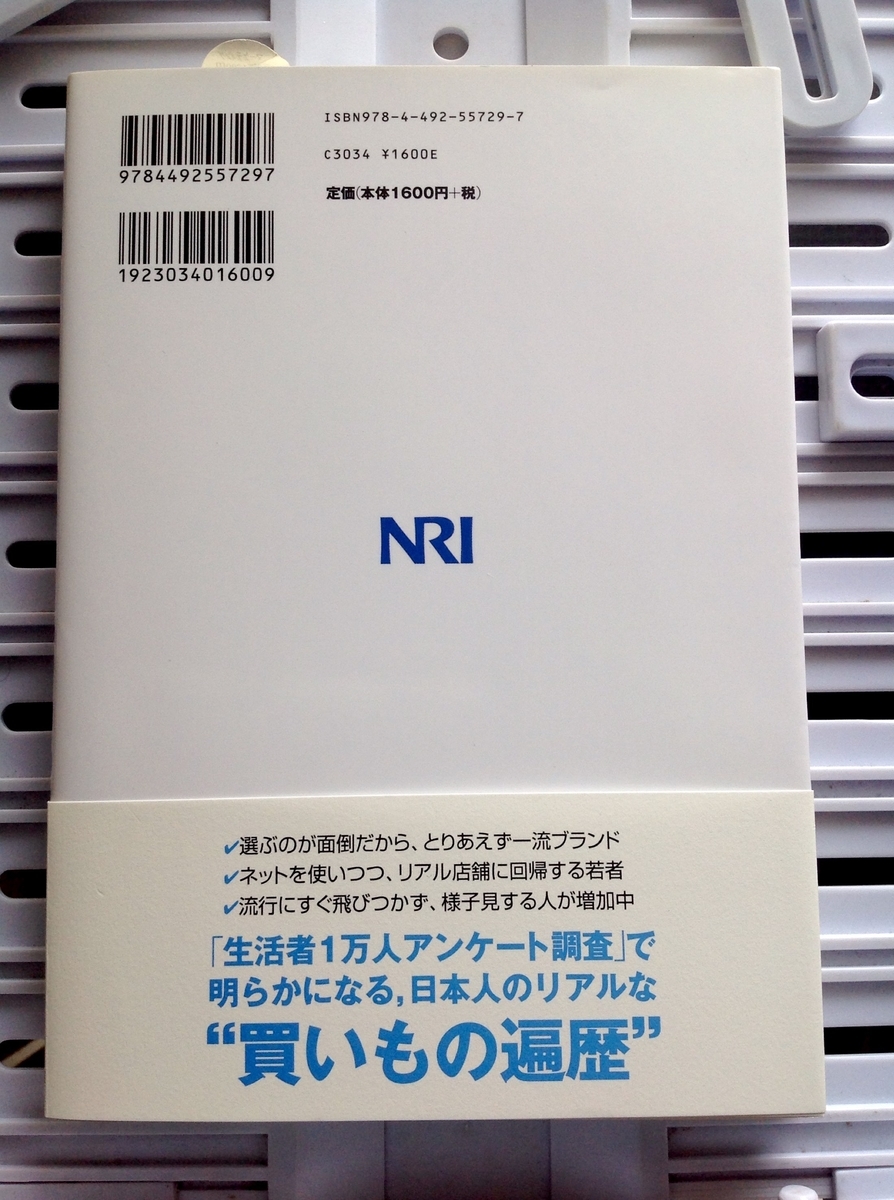 ISBN978-4-492-55729-7
C3034 ¥1600E
定価(本体1600円+税)
9784492557297
1923034016009
NRI
✔選ぶのが面倒だから、とりあえず一流ブランド
✔ネットを使いつつ、リアル店舗に回帰する若者
✔流行にすぐ飛びつかず、様子見する人が増加中
「生活者1万人アンケート調査」で
明らかになる,日本人のリアルな
“買いもの遍歴”